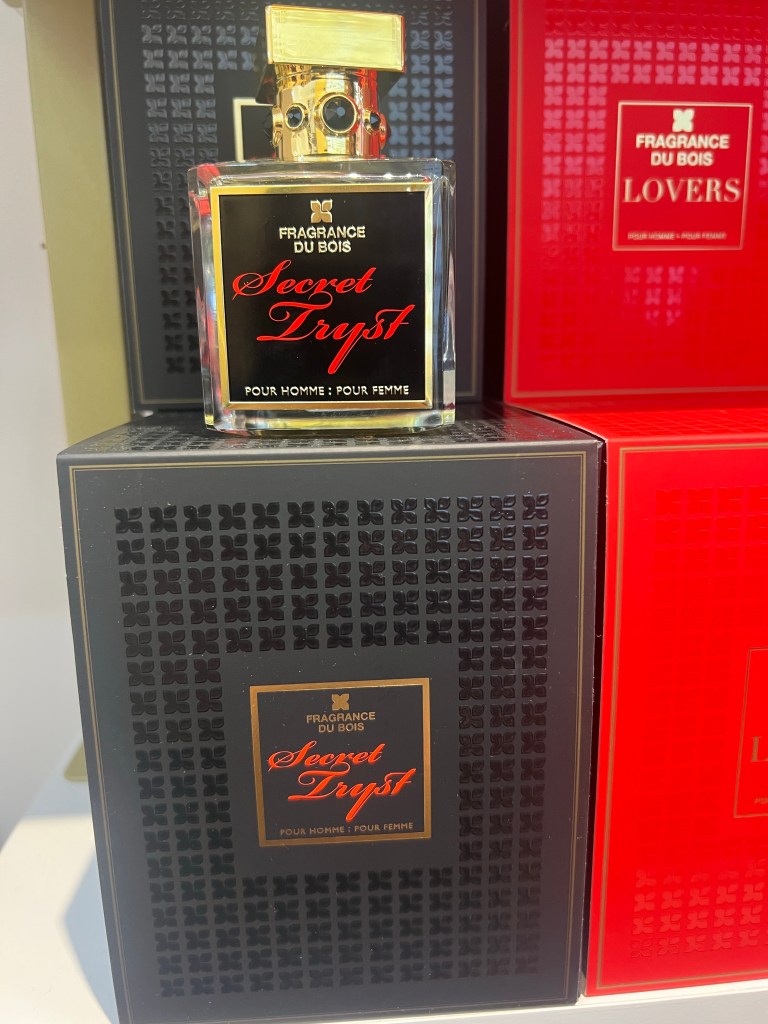 FRAGRANCE
DU BOIS
Secret
Tryst
POUR HOMME : POUR FEMME
FRAGRANCE
DU BOIS
LOVERS
POUR HOMME • POUR FEMME
FRAGRANCE
DU BOIS
Secret
Tryst
POUR HOMME : POUR FEMME